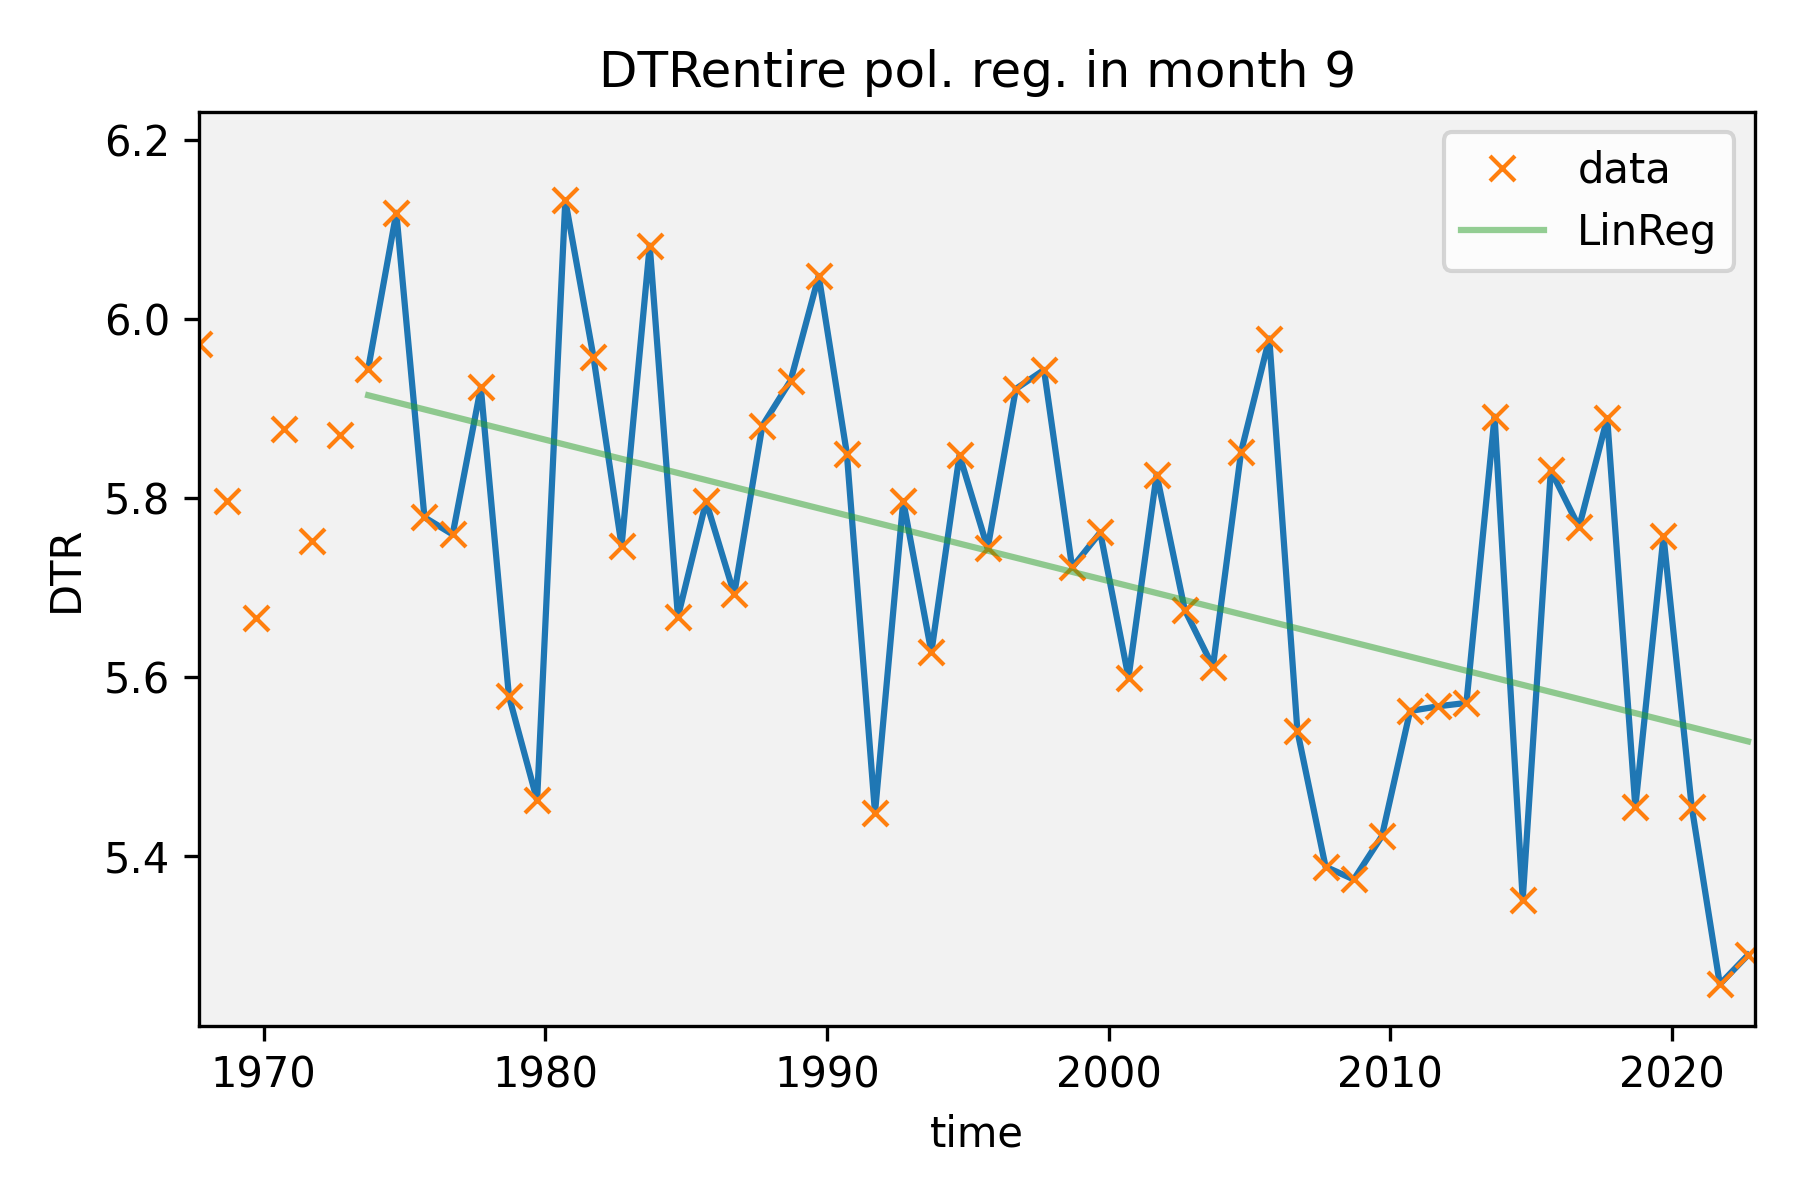 DTRentire pol. reg. in month 9
6.2
6.0
5.8
5.6
5.4
DTR
data
LinReg
1970 1980 1990 2000 2010 2020
time